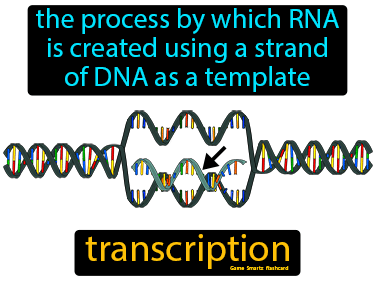 the process by which RNA
is created using a strand
of DNA as a template
transcription
Game Smartz flashcard